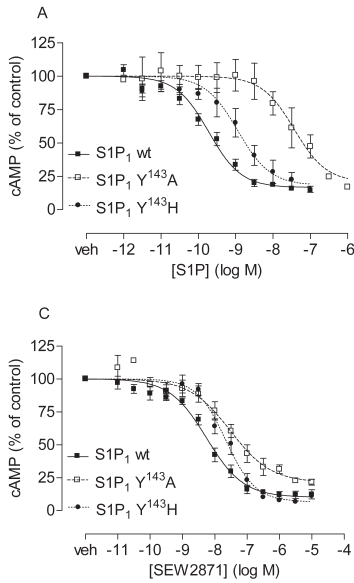 A
125
100
75
50
25
0
cAMP (% of control)
S1P1 wt
S1P1 Y143A
S1P1 Y143H
veh -12 -11 -10 -9 -8 -7 -6
[S1P] (log M)
C
125
100
75
50
25
0
cAMP (% of control)
S1P1 wt
S1P1 Y143A
S1P1 Y143H
veh -11 -10 -9 -8 -7 -6 -5 -4
[SEW2871] (log M)